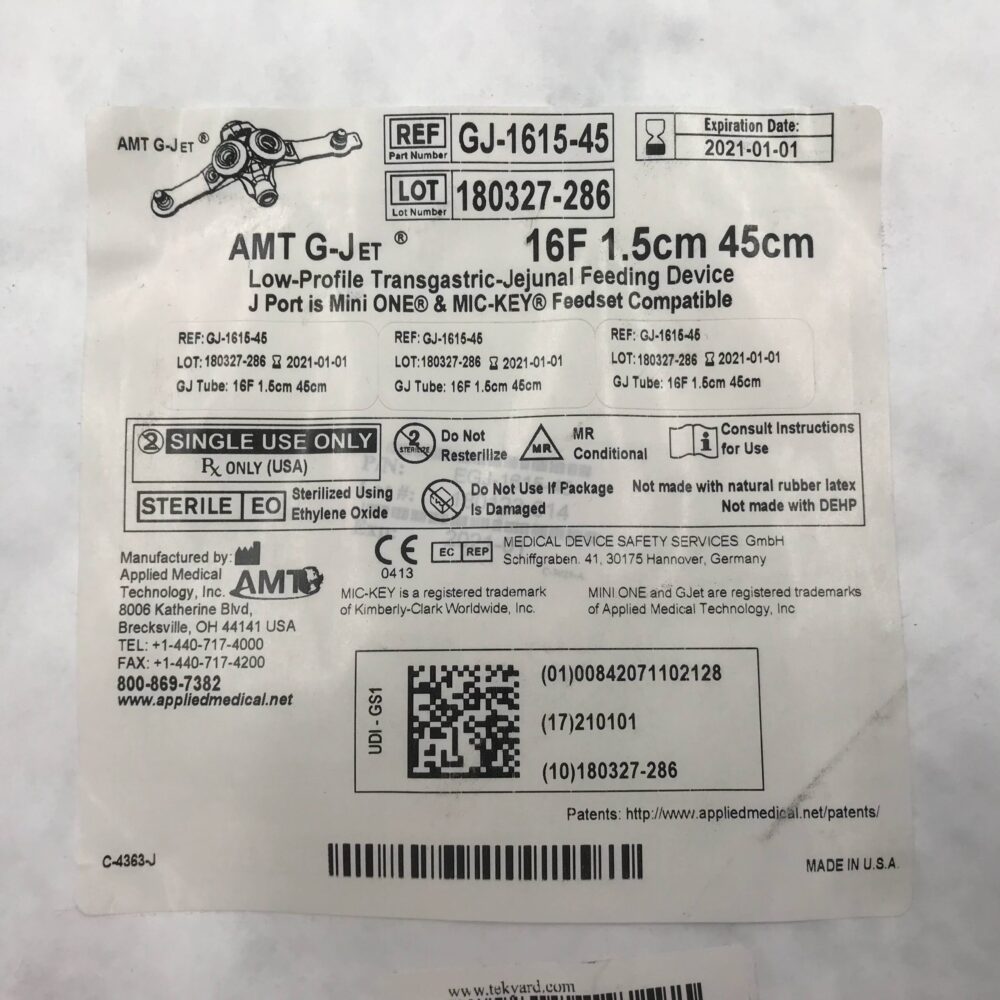 AMT G-JET®
REF
Part Number
GJ-1615-45
Expiration Date:
2021-01-01
LOT
Lot Number
180327-286
AMT G-JET ® 16F 1.5cm 45cm
Low-Profile Transgastric-Jejunal Feeding Device
J Port is Mini ONE® & MIC-KEY® Feedset Compatible
REF: GJ-1615-45
LOT: 180327-286 2021-01-01
GJ Tube: 16F 1.5cm 45cm
REF: GJ-1615-45
LOT: 180327-286 2021-01-01
GJ Tube: 16F 1.5cm 45cm
REF: GJ-1615-45
LOT: 180327-286 2021-01-01
GJ Tube: 16F 1.5cm 45cm
2 SINGLE USE ONLY
Rx ONLY (USA)
2
STERILIZE
Do Not
Resterilize
MR
MR
Conditional
i
Consult Instructions
for Use
STERILE EO
Sterilized Using
Ethylene Oxide
Do Not Use If Package
Is Damaged
Not made with natural rubber latex
Not made with DEHP
Manufactured by:
Applied Medical
Technology, Inc.
AMT
8006 Katherine Blvd,
Brecksville, OH 44141 USA
TEL: +1-440-717-4000
FAX: +1-440-717-4200
800-869-7382
www.appliedmedical.net
CE
0413
EC REP
MEDICAL DEVICE SAFETY SERVICES GmbH
Schiffgraben. 41, 30175 Hannover, Germany
MIC-KEY is a registered trademark
of Kimberly-Clark Worldwide, Inc.
MINI ONE and GJet are registered trademarks
of Applied Medical Technology, Inc
UDI - GS1
(01)00842071102128
(17)210101
(10)180327-286
Patents: http://www.appliedmedical.net/patents/
C-4363-J
MADE IN U.S.A.
www.tekyard.com